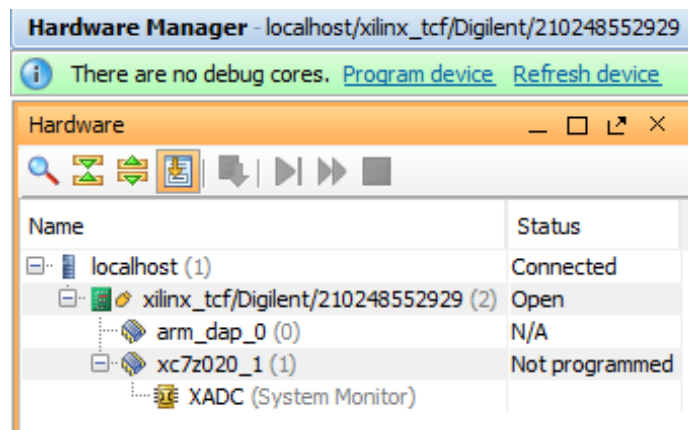 Hardware Manager - localhost/xilinx_tcf/Digilent/210248552929
There are no debug cores. Program device Refresh device
Hardware
Name Status
localhost (1) Connected
xilinx_tcf/Digilent/210248552929 (2) Open
arm_dap_0 (0) N/A
xc7z020_1 (1) Not programmed
XADC (System Monitor)